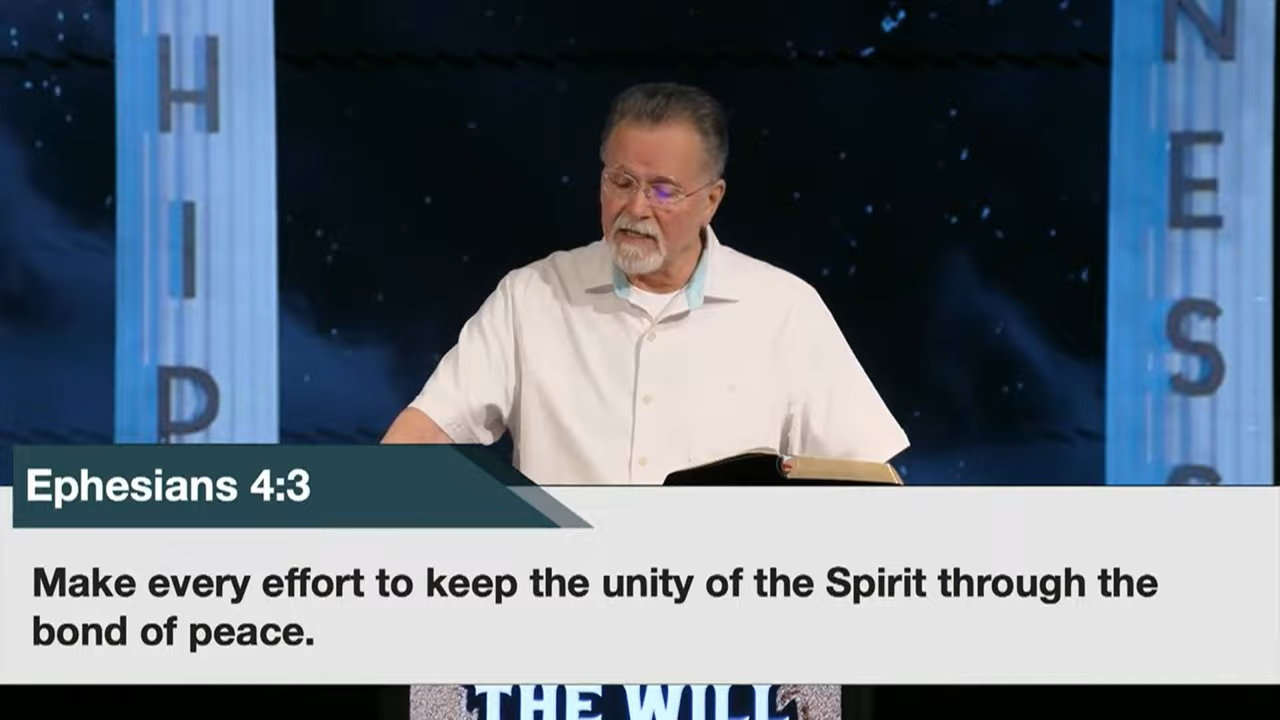 H
I
P
N
E
S
S
Ephesians 4:3
Make every effort to keep the unity of the Spirit through the
bond of peace.
THE WILL